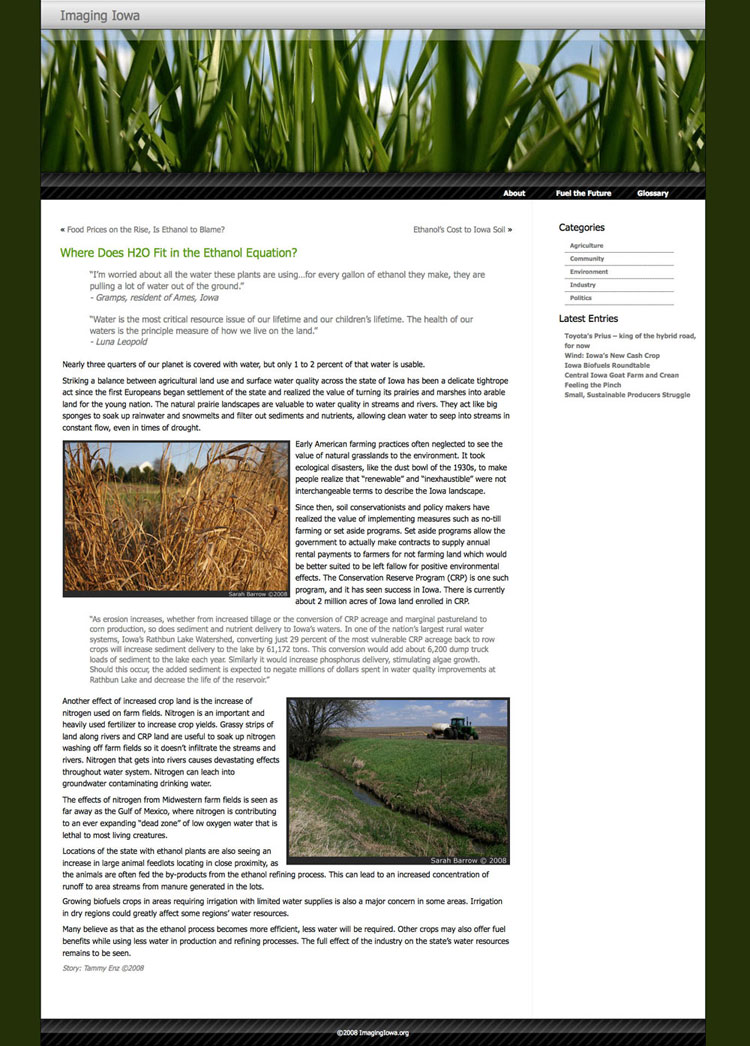 Imaging Iowa
About Fuel the Future Glossary
« Food Prices on the Rise, Is Ethanol to Blame?
Ethanol's Cost to Iowa Soil »
Where Does H2O Fit in the Ethanol Equation?
“I’m worried about all the water these plants are using…for every gallon of ethanol they make, they are
pulling a lot of water out of the ground.”
- Gramps, resident of Ames, Iowa
“Water is the most critical resource issue of our lifetime and our children’s lifetime. The health of our
waters is the principle measure of how we live on the land.”
- Luna Leopold
Nearly three quarters of our planet is covered with water, but only 1 to 2 percent of that water is usable.
Striking a balance between agricultural land use and surface water quality across the state of Iowa has been a delicate tightrope
act since the first Europeans began settlement of the state and realized the value of turning its prairies and marshes into arable
land for the young nation. The natural prairie landscapes are valuable to water quality in streams and rivers. They act like big
sponges to soak up rainwater and snowmelts and filter out sediments and nutrients, allowing clean water to seep into streams in
constant flow, even in times of drought.
Early American farming practices often neglected to see the
value of natural grasslands to the environment. It took
ecological disasters, like the dust bowl of the 1930s, to make
people realize that “renewable” and “inexhaustible” were not
interchangeable terms to describe the Iowa landscape.
Since then, soil conservationists and policy makers have
realized the value of implementing measures such as no-till
farming or set aside programs. Set aside programs allow the
government to actually make contracts to supply annual
rental payments to farmers for not farming land which would
be better suited to be left fallow for positive environmental
effects. The Conservation Reserve Program (CRP) is one such
program, and it has seen success in Iowa. There is currently
about 2 million acres of Iowa land enrolled in CRP.
Sarah Barrow ©2008
“As erosion increases, whether from increased tillage or the conversion of CRP acreage and marginal pastureland to
corn production, so does sediment and nutrient delivery to Iowa’s waters. In one of the nation’s largest rural water
systems, Iowa’s Rathbun Lake Watershed, converting just 29 percent of the most vulnerable CRP acreage back to row
crops will increase sediment delivery to the lake by 61,172 tons. This conversion would add about 6,200 dump truck
loads of sediment to the lake each year. Similarly it would increase phosphorus delivery, stimulating algae growth.
Should this occur, the added sediment is expected to negate millions of dollars spent in water quality improvements at
Rathbun Lake and decrease the life of the reservoir.”
Another effect of increased crop land is the increase of
nitrogen used on farm fields. Nitrogen is an important and
heavily used fertilizer to increase crop yields. Grassy strips of
land along rivers and CRP land are useful to soak up nitrogen
washing off farm fields so it doesn’t infiltrate the streams and
rivers. Nitrogen that gets into rivers causes devastating effects
throughout water system. Nitrogen can leach into
groundwater contaminating drinking water.
The effects of nitrogen from Midwestern farm fields is seen as
far away as the Gulf of Mexico, where nitrogen is contributing
to an ever expanding “dead zone” of low oxygen water that is
lethal to most living creatures.
Sarah Barrow © 2008
Locations of the state with ethanol plants are also seeing an
increase in large animal feedlots locating in close proximity, as
the animals are often fed the by-products from the ethanol refining process. This can lead to an increased concentration of
runoff to area streams from manure generated in the lots.
Growing biofuels crops in areas requiring irrigation with limited water supplies is also a major concern in some areas. Irrigation
in dry regions could greatly affect some regions’ water resources.
Many believe as that as the ethanol process becomes more efficient, less water will be required. Other crops may also offer fuel
benefits while using less water in production and refining processes. The full effect of the industry on the state’s water resources
remains to be seen.
Story: Tammy Enz ©2008
Categories
Agriculture
Community
Environment
Industry
Politics
Latest Entries
Toyota’s Prius – king of the hybrid road,
for now
Wind: Iowa’s New Cash Crop
Iowa Biofuels Roundtable
Central Iowa Goat Farm and Crean
Feeling the Pinch
Small, Sustainable Producers Struggle
©2008 ImagingIowa.org